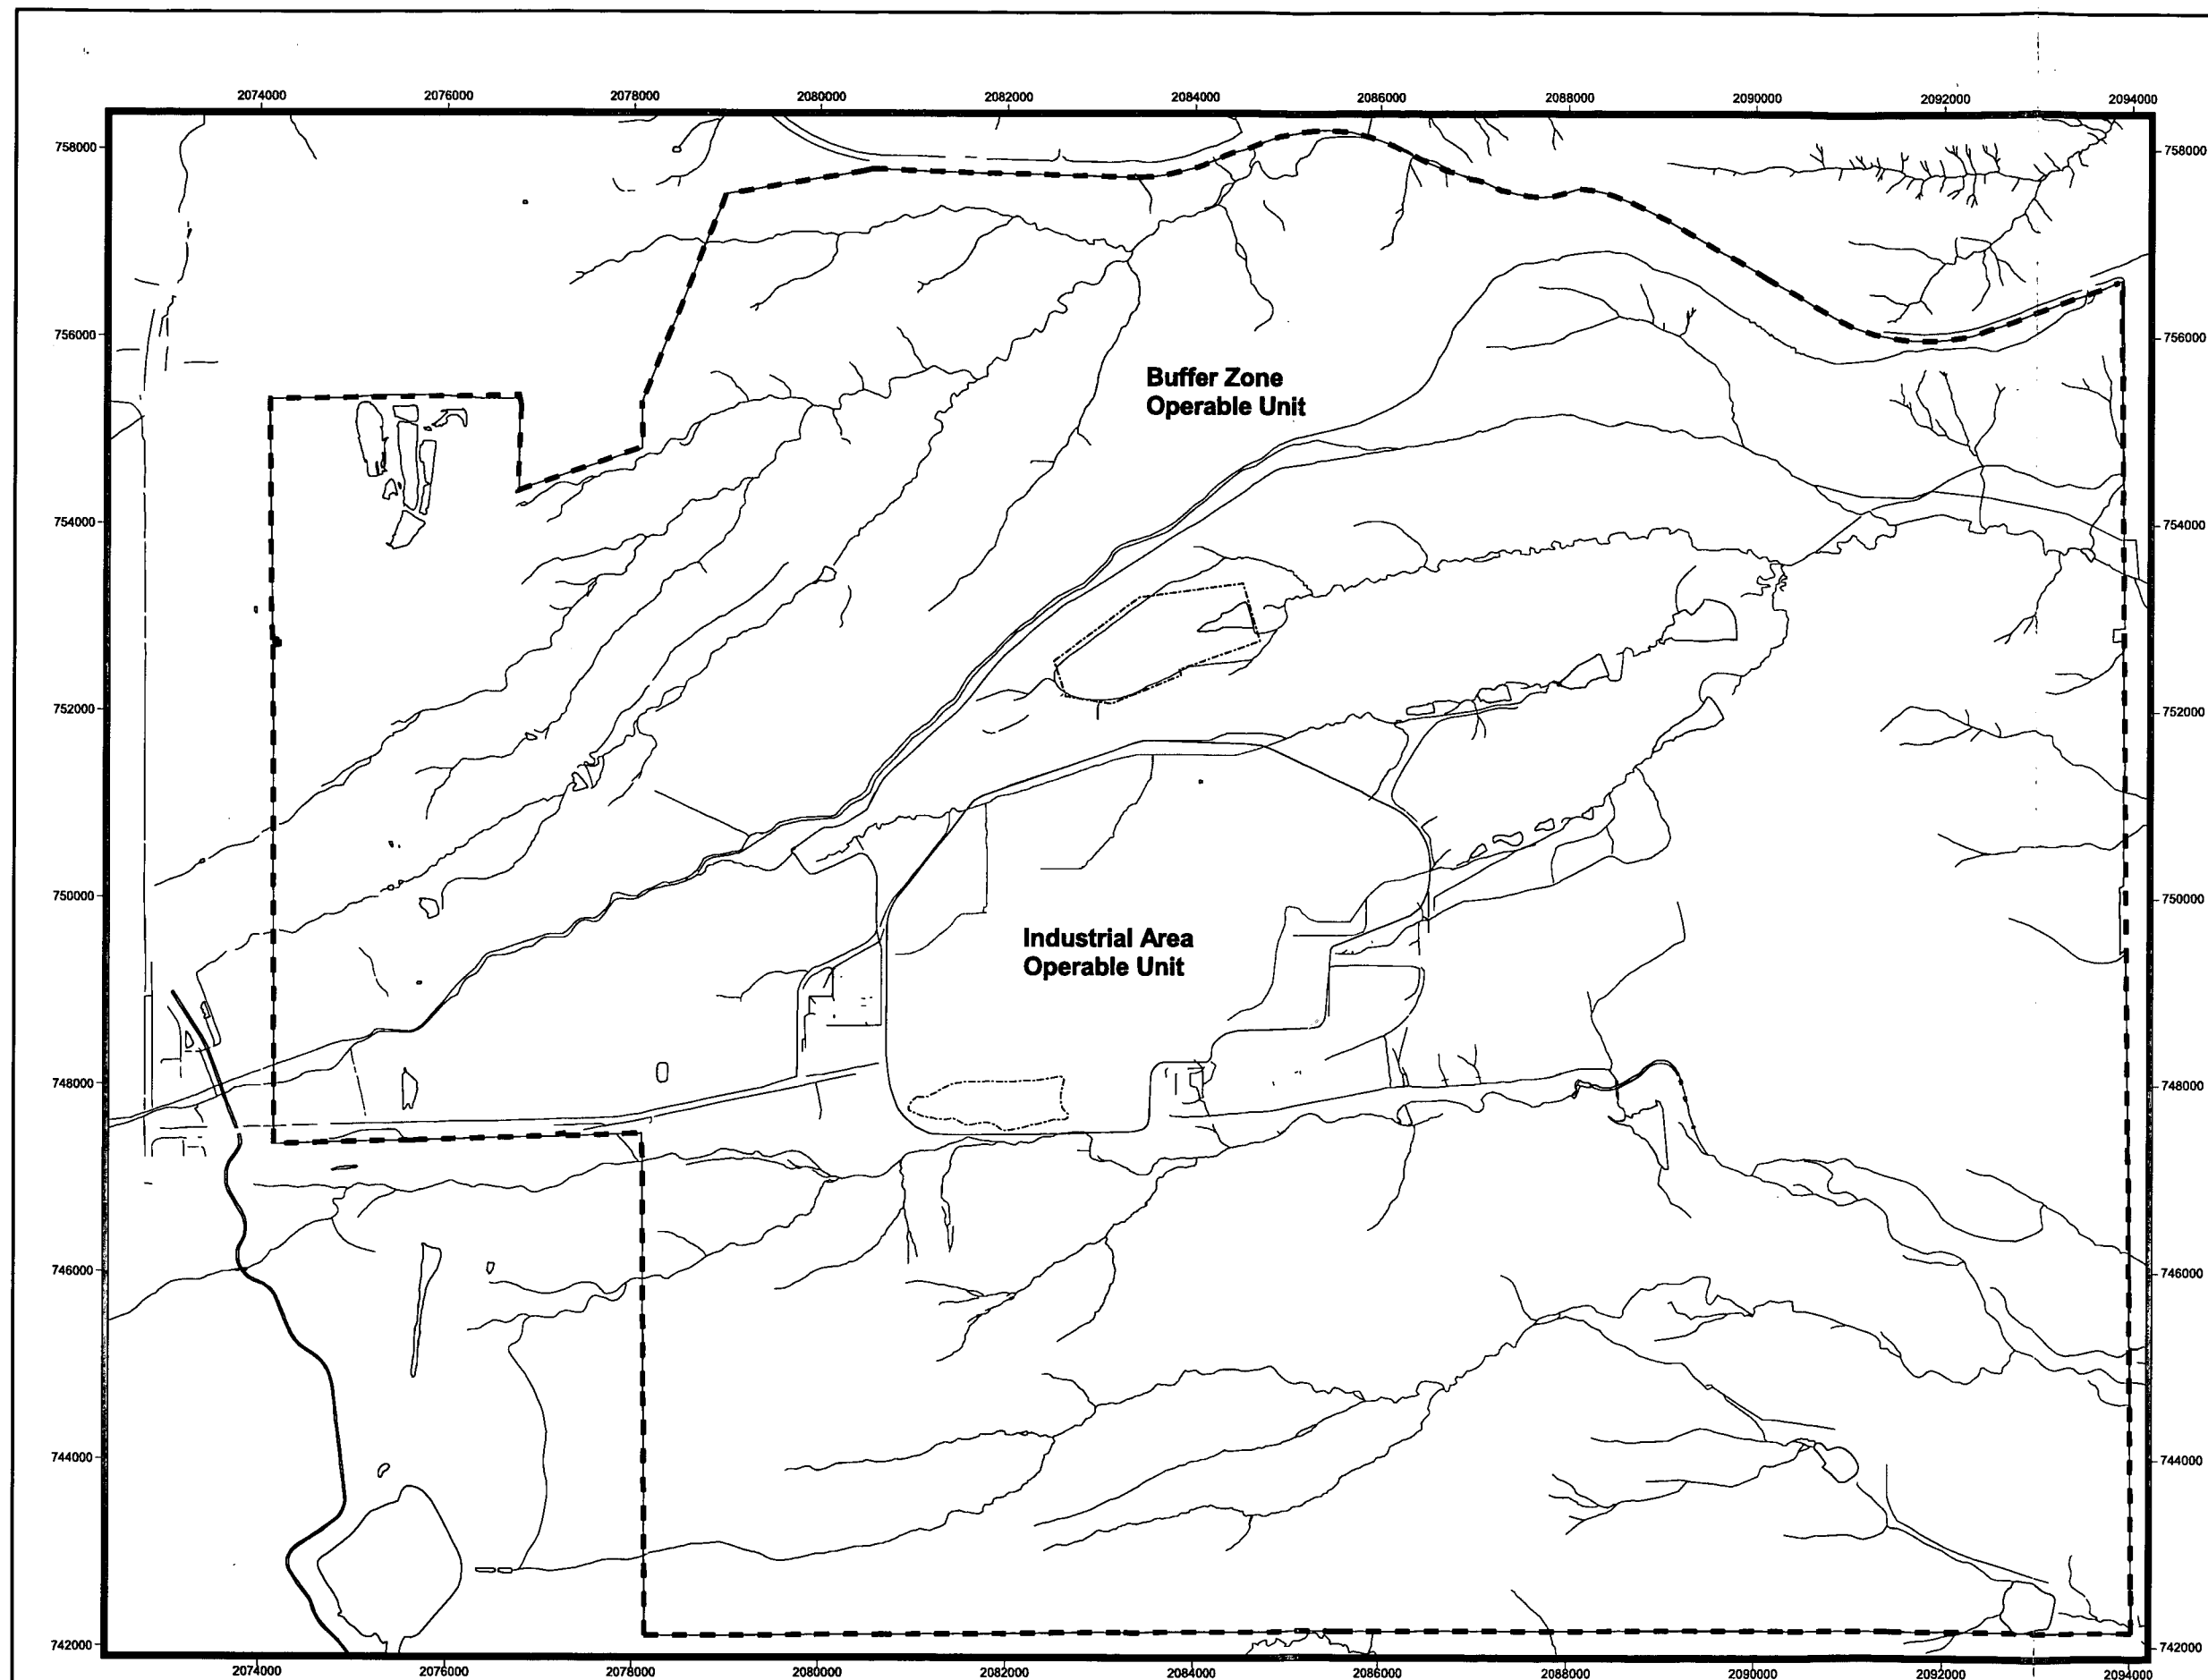 2074000 2076000 2078000 2080000 2082000 2084000 2086000 2088000 2090000 2092000 2094000
758000 758000
756000 756000
Buffer Zone
Operable Unit
754000 754000
752000 752000
750000 750000
Industrial Area
Operable Unit
748000 748000
746000 746000
744000 744000
742000 742000
2074000 2076000 2078000 2080000 2082000 2084000 2086000 2088000 2090000 2092000 2094000